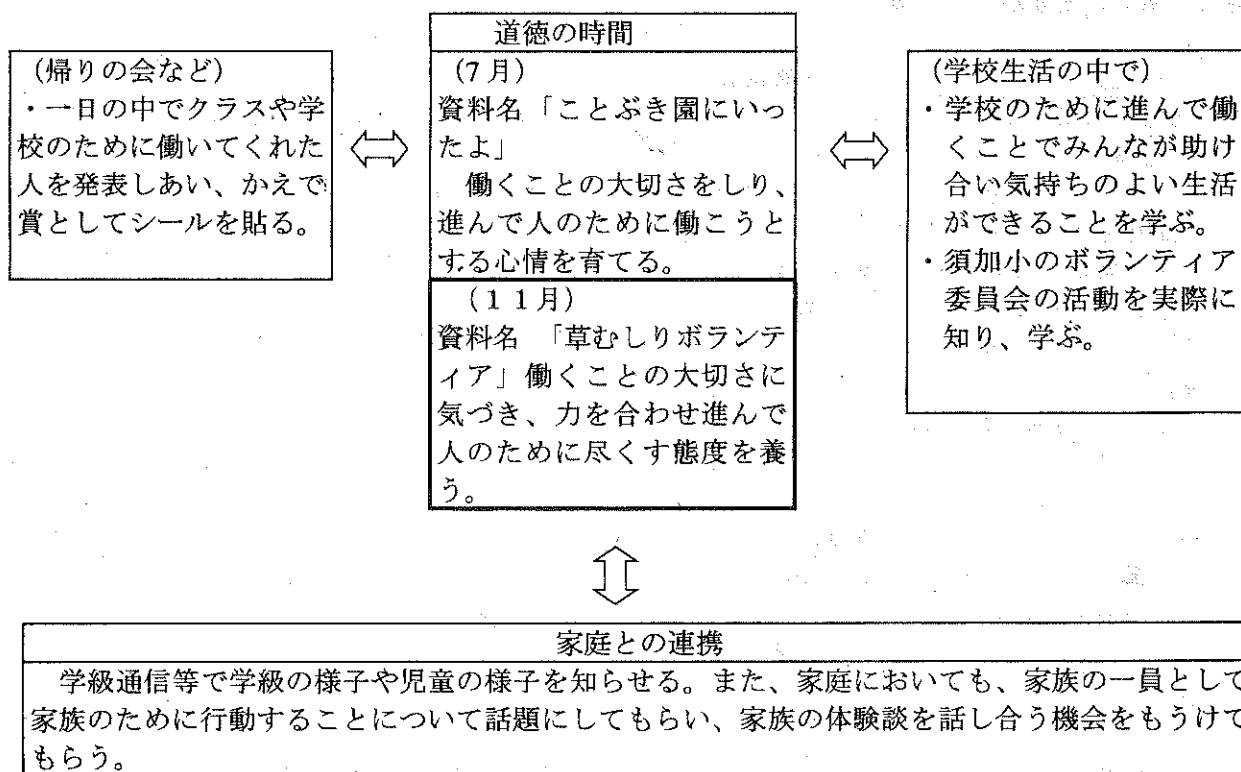 (帰りの会など)
・一日の中でクラスや学
校のために働いてくれた
人を発表しあい、かえで
賞としてシールを貼る。
道徳の時間
(7月)
資料名「ことぶき園にいっ
たよ」
働くことの大切さをしり、
進んで人のために働こうと
する心情を育てる。
(11月)
資料名 「草むしりボランテ
ィア」働くことの大切さに
気づき、力を合わせ進んで
人のために尽くす態度を養
う。
(学校生活の中で)
・学校のために進んで働
くことでみんなが助け
合い気持ちのよい生活
ができることを学ぶ。
・須加小のボランティア
委員会の活動を実際に
知り、学ぶ。
家庭との連携
学級通信等で学級の様子や児童の様子を知らせる。また、家庭においても、家族の一員として
家族のために行動することについて話題にしてもらい、家族の体験談を話し合う機会をもうけて
もらう。